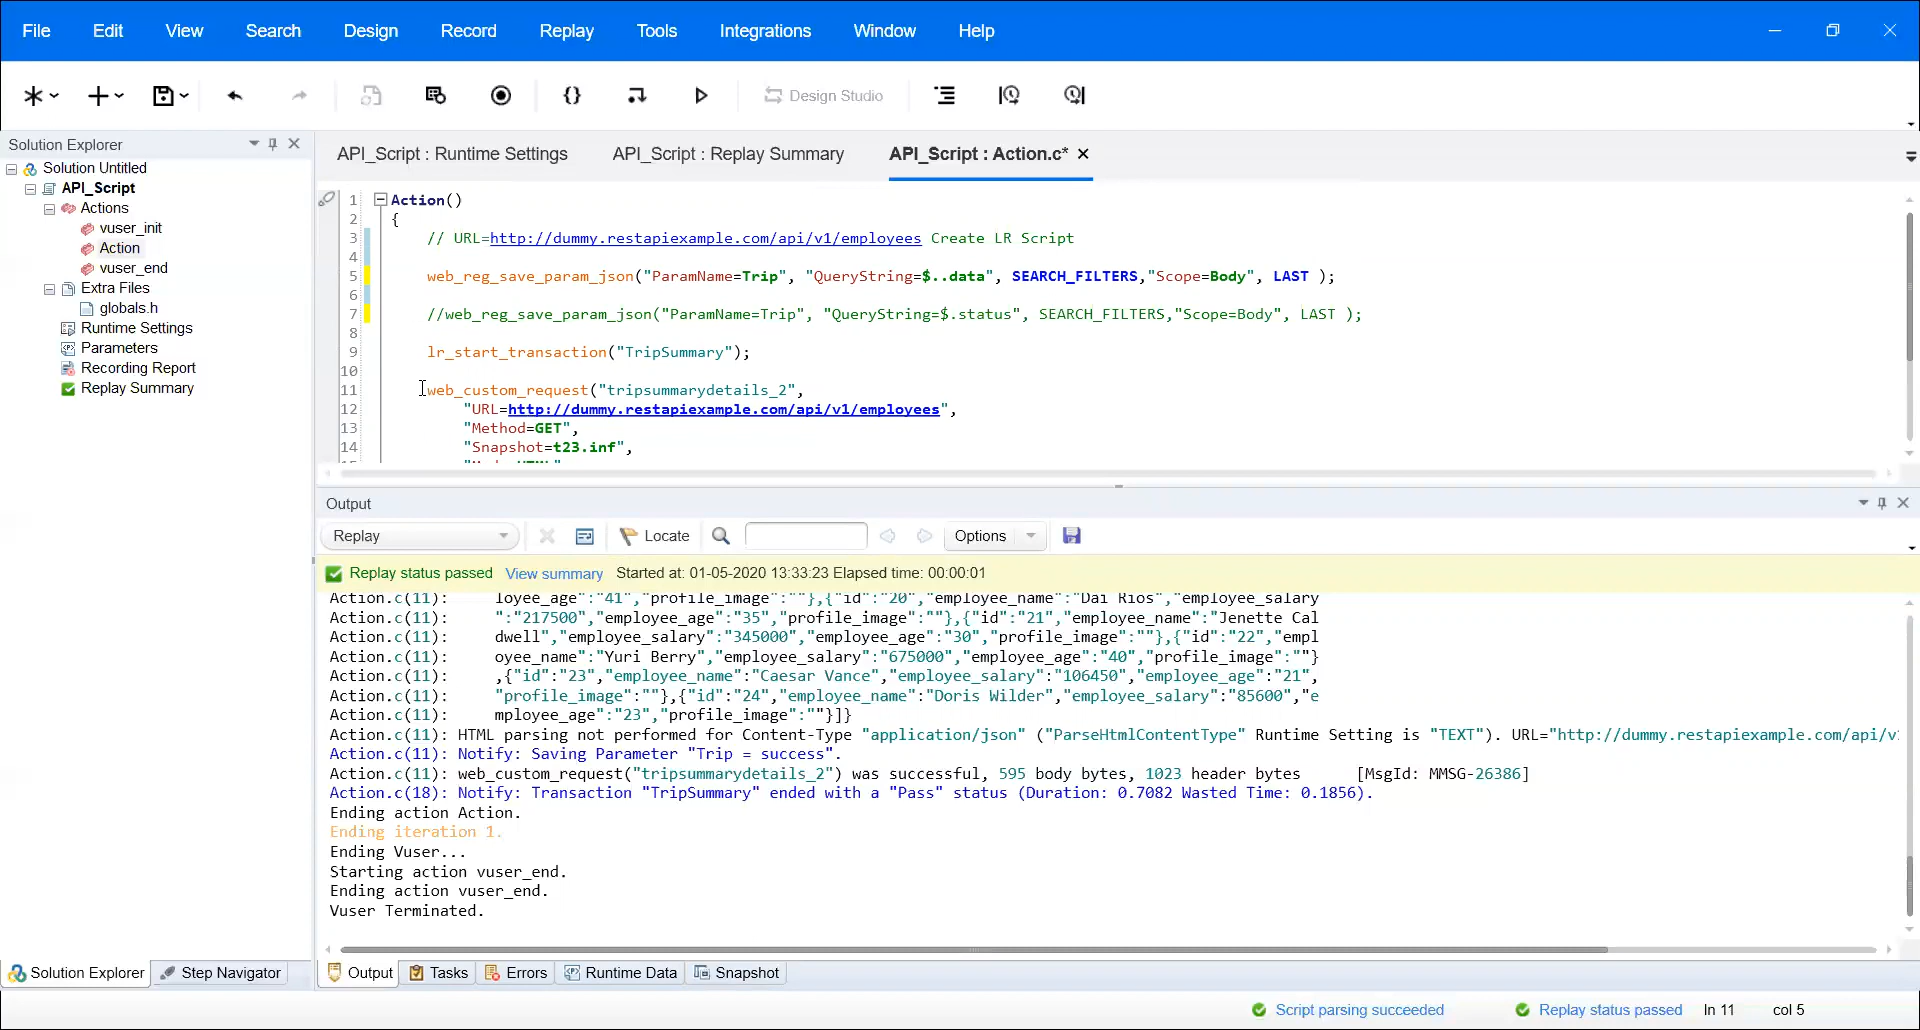 File Edit View Search Design Record Replay Tools Integrations Window Help
Design Studio
Solution Explorer
Solution Untitled
API_Script
Actions
vuser_init
Action
vuser_end
Extra Files
globals.h
Runtime Settings
Parameters
Recording Report
Replay Summary
API_Script : Runtime Settings API_Script : Replay Summary API_Script : Action.c*
1 Action()
2 {
3 // URL=http://dummy.restapiexample.com/api/v1/employees Create LR Script
4
5 web_reg_save_param_json("ParamName=Trip", "QueryString=$..data", SEARCH_FILTERS,"Scope=Body", LAST );
6
7 //web_reg_save_param_json("ParamName=Trip", "QueryString=$.status", SEARCH_FILTERS,"Scope=Body", LAST );
8
9 lr_start_transaction("TripSummary");
10
11 web_custom_request("tripsummarydetails_2",
12 "URL=http://dummy.restapiexample.com/api/v1/employees",
13 "Method=GET",
14 "Snapshot=t23.inf",
Output
Replay Locate Options
Replay status passed View summary Started at: 01-05-2020 13:33:23 Elapsed time: 00:00:01
Action.c(11): loyee_age":"41","profile_image":""},{"id":"20","employee_name":"Dai Rios","employee_salary
Action.c(11): ":"217500","employee_age":"35","profile_image":""},{"id":"21","employee_name":"Jenette Cal
Action.c(11): dwell","employee_salary":"345000","employee_age":"30","profile_image":""},{"id":"22","empl
Action.c(11): oyee_name":"Yuri Berry","employee_salary":"675000","employee_age":"40","profile_image":""}
Action.c(11): ,{"id":"23","employee_name":"Caesar Vance","employee_salary":"106450","employee_age":"21",
Action.c(11): "profile_image":""},{"id":"24","employee_name":"Doris Wilder","employee_salary":"85600","e
Action.c(11): mployee_age":"23","profile_image":""}]}
Action.c(11): HTML parsing not performed for Content-Type "application/json" ("ParseHtmlContentType" Runtime Setting is "TEXT"). URL="http://dummy.restapiexample.com/api/v
Action.c(11): Notify: Saving Parameter "Trip = success".
Action.c(11): web_custom_request("tripsummarydetails_2") was successful, 595 body bytes, 1023 header bytes [MsgId: MMSG-26386]
Action.c(18): Notify: Transaction "TripSummary" ended with a "Pass" status (Duration: 0.7082 Wasted Time: 0.1856).
Ending action Action.
Ending iteration 1.
Ending Vuser...
Starting action vuser_end.
Ending action vuser_end.
Vuser Terminated.
Solution Explorer Step Navigator Output Tasks Errors Runtime Data Snapshot
Script parsing succeeded Replay status passed ln 11 col 5